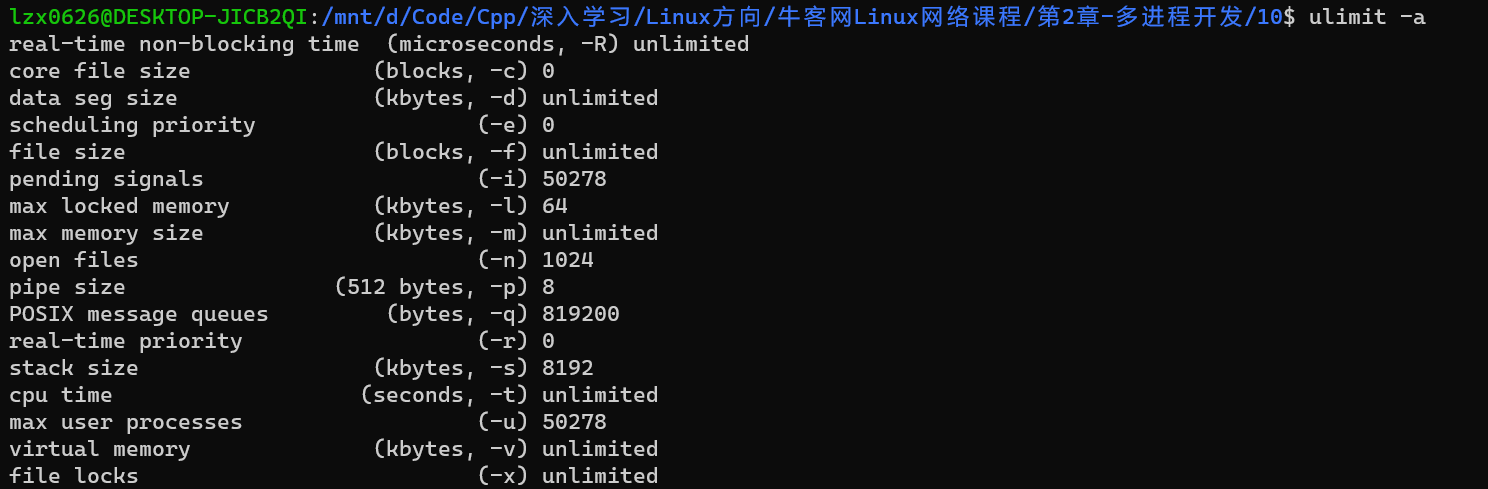 lzx0626@DESKTOP-JICB2QI:/mnt/d/Code/Cpp/深入学习/Linux方向/牛客网Linux网络课程/第2章-多进程开发/10$ ulimit -a
real-time non-blocking time  (microseconds, -R) unlimited
core file size              (blocks, -c) 0
data seg size               (kbytes, -d) unlimited
scheduling priority                 (-e) 0
file size                   (blocks, -f) unlimited
pending signals                     (-i) 50278
max locked memory           (kbytes, -l) 64
max memory size             (kbytes, -m) unlimited
open files                          (-n) 1024
pipe size                (512 bytes, -p) 8
POSIX message queues         (bytes, -q) 819200
real-time priority                  (-r) 0
stack size                  (kbytes, -s) 8192
cpu time                   (seconds, -t) unlimited
max user processes                  (-u) 50278
virtual memory              (kbytes, -v) unlimited
file locks                          (-x) unlimited